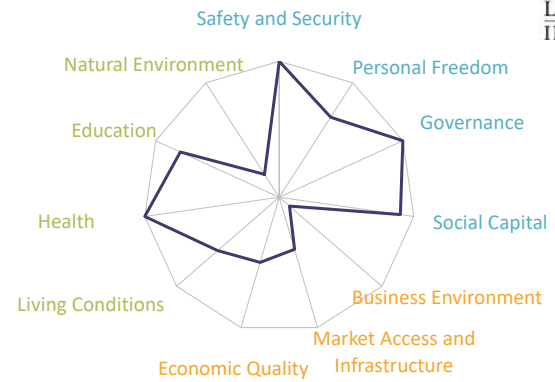 Safety and Security
Natural Environment
Personal Freedom
Education
Governance
Health
Social Capital
Living Conditions
Business Environment
Market Access and
Infrastructure
Economic Quality